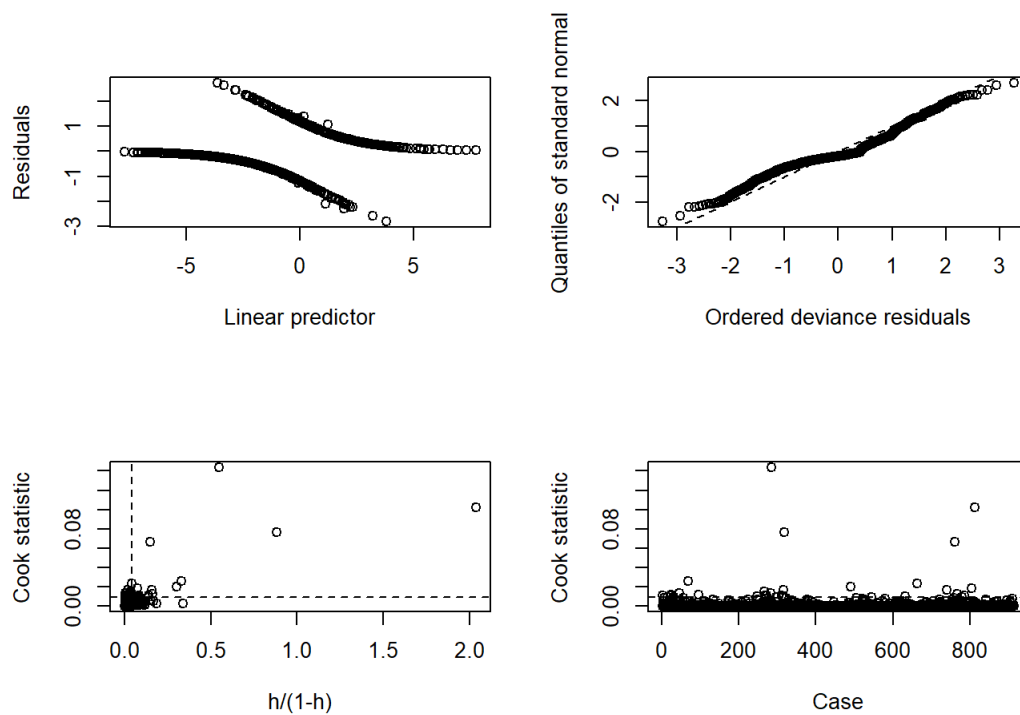 Residuals
1
-1
-3
-5 0 5
Linear predictor
Quantiles of standard normal
2
0
-2
-3 -2 -1 0 1 2 3
Ordered deviance residuals
Cook statistic
0.08
0.00
0.0 0.5 1.0 1.5 2.0
h/(1-h)
Cook statistic
0.08
0.00
0 200 400 600 800
Case